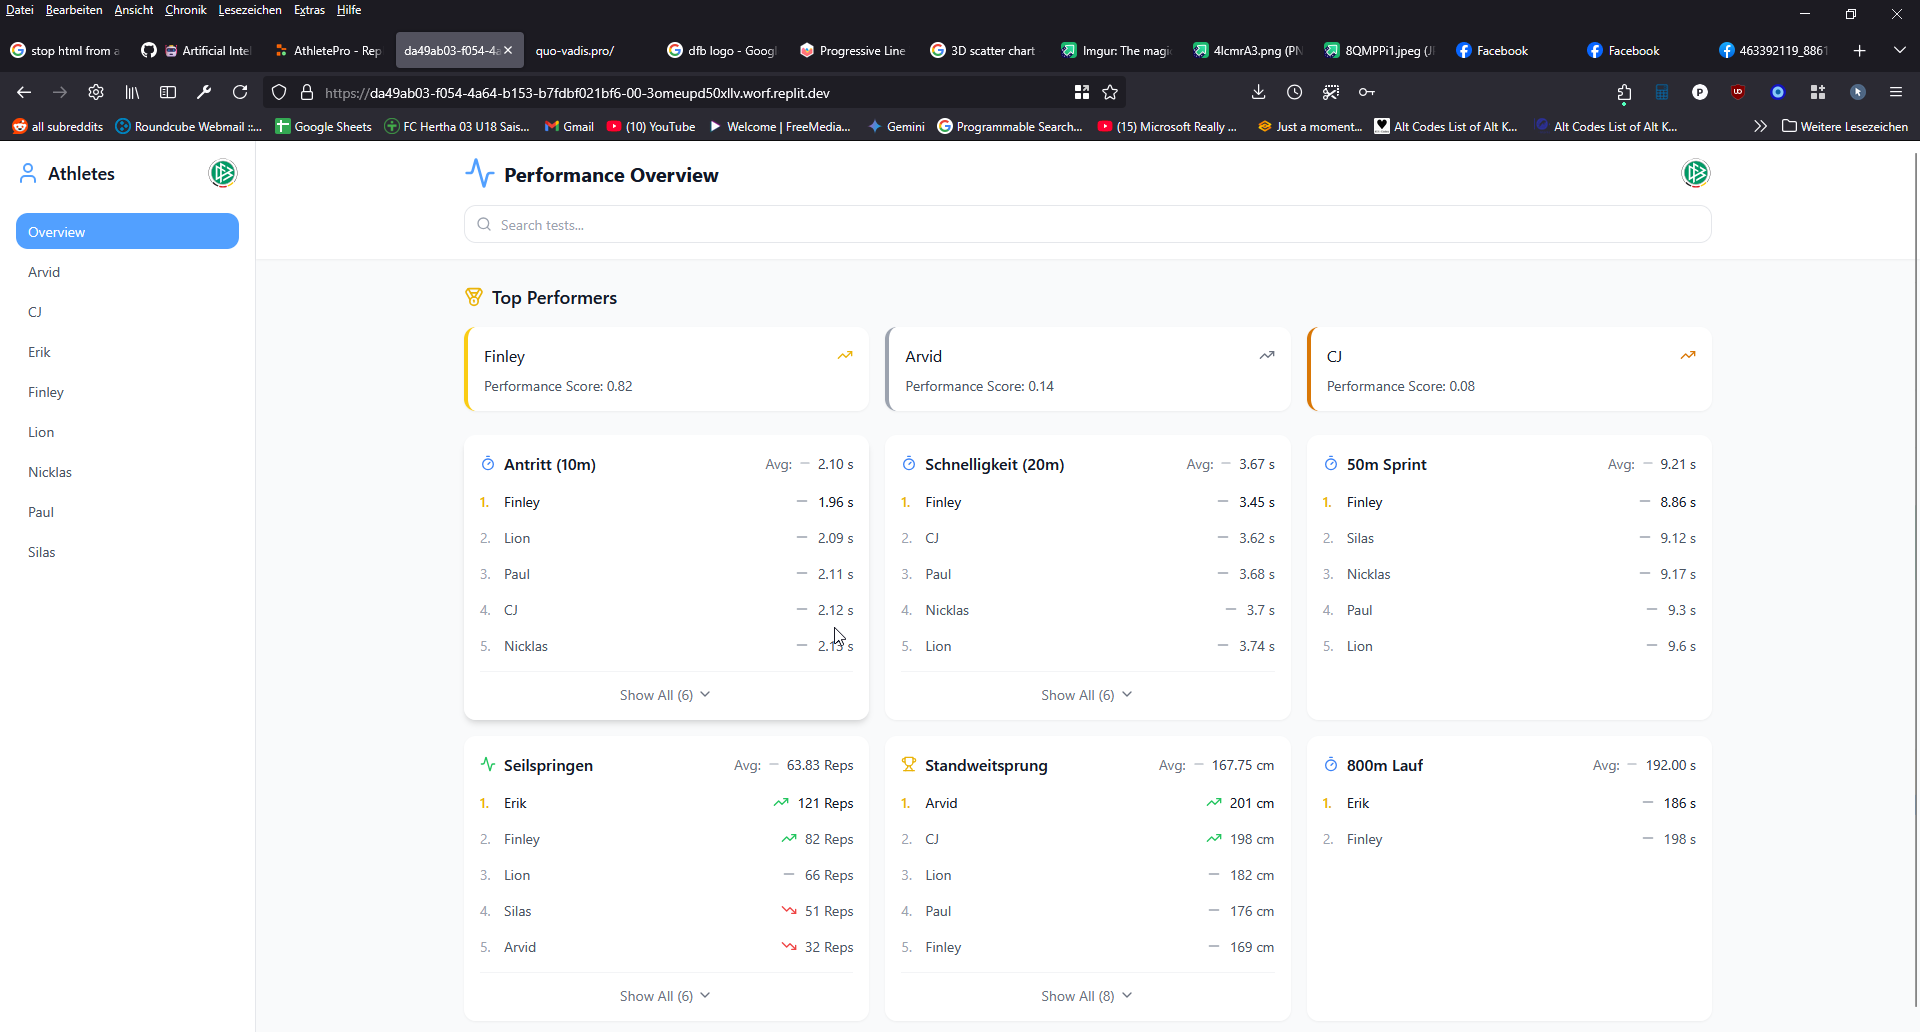 Datei Bearbeiten Ansicht Chronik Lesezeichen Extras Hilfe
stop html from a
Artificial Inte
AthletePro - Rep
da49ab03-f054-4a
quo-vadis.pro/
dfb logo - Googl
Progressive Line
3D scatter chart
Imgur: The magi
4lcmrA3.png (PN
8QMPPi1.jpeg (JI
Facebook
Facebook
463392119_8861
https://da49ab03-f054-4a64-b153-b7fdbf021bf6-00-3omeupd50xllv.worf.replit.dev
all subreddits
Roundcube Webmail ::...
Google Sheets
FC Hertha 03 U18 Sais...
Gmail
(10) YouTube
Welcome | FreeMedia...
Gemini
Programmable Search...
(15) Microsoft Really ...
Just a moment...
Alt Codes List of Alt K...
Alt Codes List of Alt K...
Weitere Lesezeichen
Athletes
Overview
Arvid
CJ
Erik
Finley
Lion
Nicklas
Paul
Silas
Performance Overview
Search tests...
Top Performers
Finley
Performance Score: 0.82
Arvid
Performance Score: 0.14
CJ
Performance Score: 0.08
Antritt (10m) Avg: 2.10 s
1. Finley 1.96 s
2. Lion 2.09 s
3. Paul 2.11 s
4. CJ 2.12 s
5. Nicklas 2.13 s
Show All (6)
Schnelligkeit (20m) Avg: 3.67 s
1. Finley 3.45 s
2. CJ 3.62 s
3. Paul 3.68 s
4. Nicklas 3.7 s
5. Lion 3.74 s
Show All (6)
50m Sprint Avg: 9.21 s
1. Finley 8.86 s
2. Silas 9.12 s
3. Nicklas 9.17 s
4. Paul 9.3 s
5. Lion 9.6 s
Seilspringen Avg: 63.83 Reps
1. Erik 121 Reps
2. Finley 82 Reps
3. Lion 66 Reps
4. Silas 51 Reps
5. Arvid 32 Reps
Show All (6)
Standweitsprung Avg: 167.75 cm
1. Arvid 201 cm
2. CJ 198 cm
3. Lion 182 cm
4. Paul 176 cm
5. Finley 169 cm
Show All (8)
800m Lauf Avg: 192.00 s
1. Erik 186 s
2. Finley 198 s